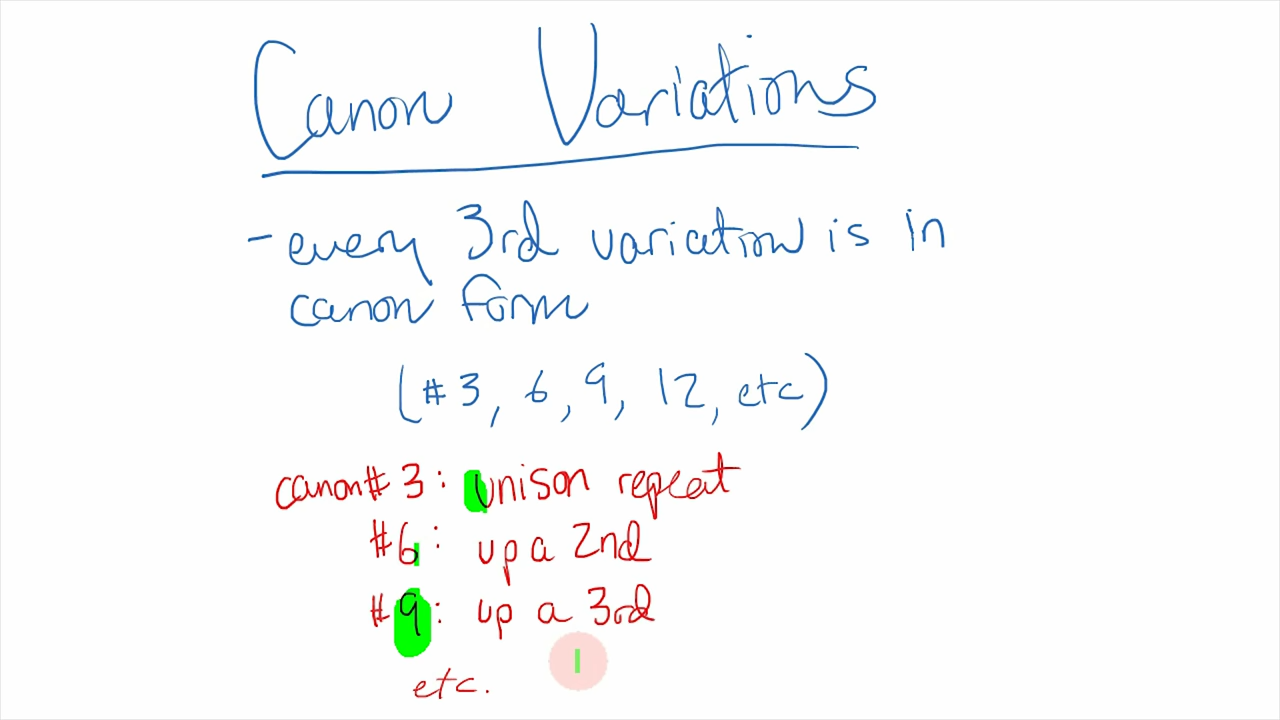 Canon Variations
- every 3rd variation is in
canon form
(#3, 6, 9, 12, etc)
canon#3: unison repeat
#6: up a 2nd
#9: up a 3rd
etc.